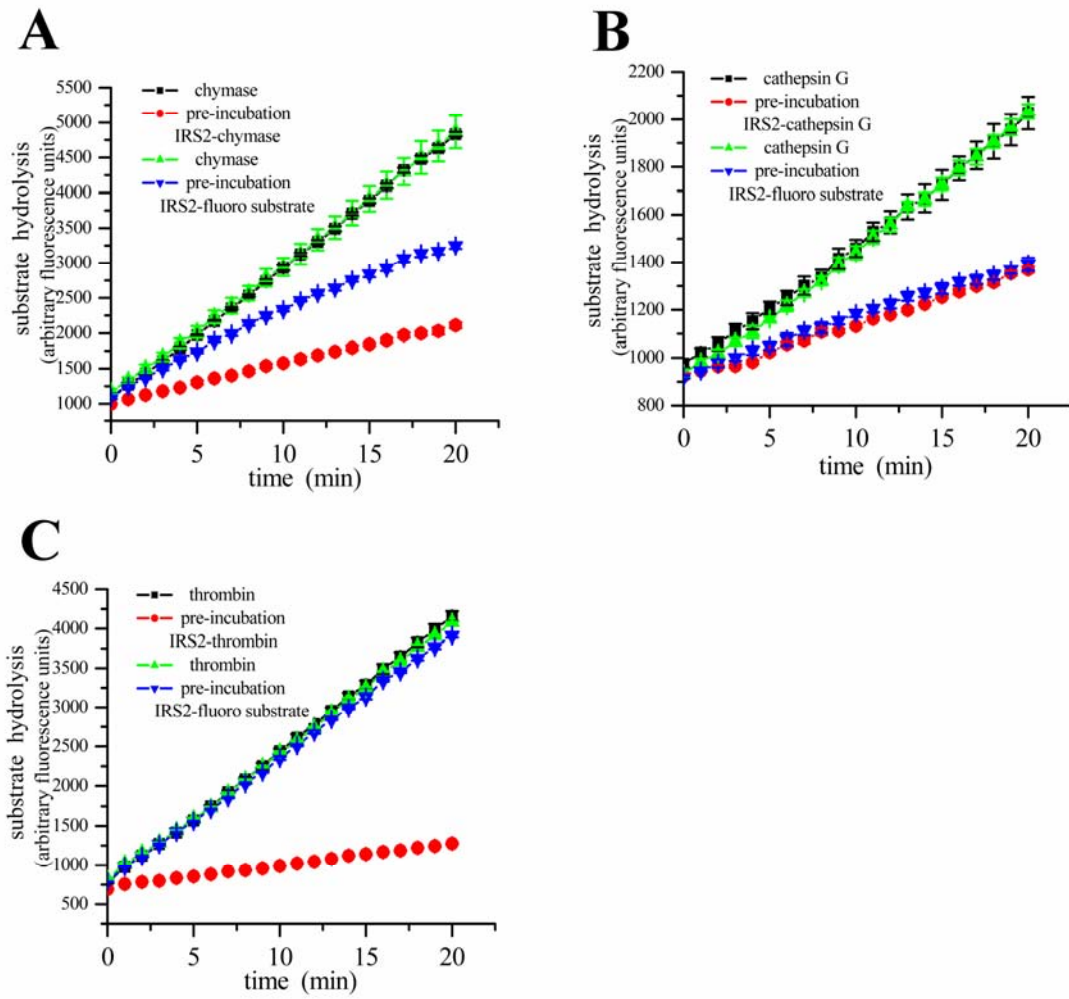 A
substrate hydrolysis
(arbitrary fluorescence units)
5500
5000
4500
4000
3500
3000
2500
2000
1500
1000
chymase
pre-incubation
IRS2-chymase
chymase
pre-incubation
IRS2-fluoro substrate
0 5 10 15 20
time (min)
B
substrate hydrolysis
(arbitrary fluorescence units)
2200
2000
1800
1600
1400
1200
1000
800
cathepsin G
pre-incubation
IRS2-cathepsin G
cathepsin G
pre-incubation
IRS2-fluoro substrate
0 5 10 15 20
time (min)
C
substrate hydrolysis
(arbitrary fluorescence units)
4500
4000
3500
3000
2500
2000
1500
1000
500
thrombin
pre-incubation
IRS2-thrombin
thrombin
pre-incubation
IRS2-fluoro substrate
0 5 10 15 20
time (min)